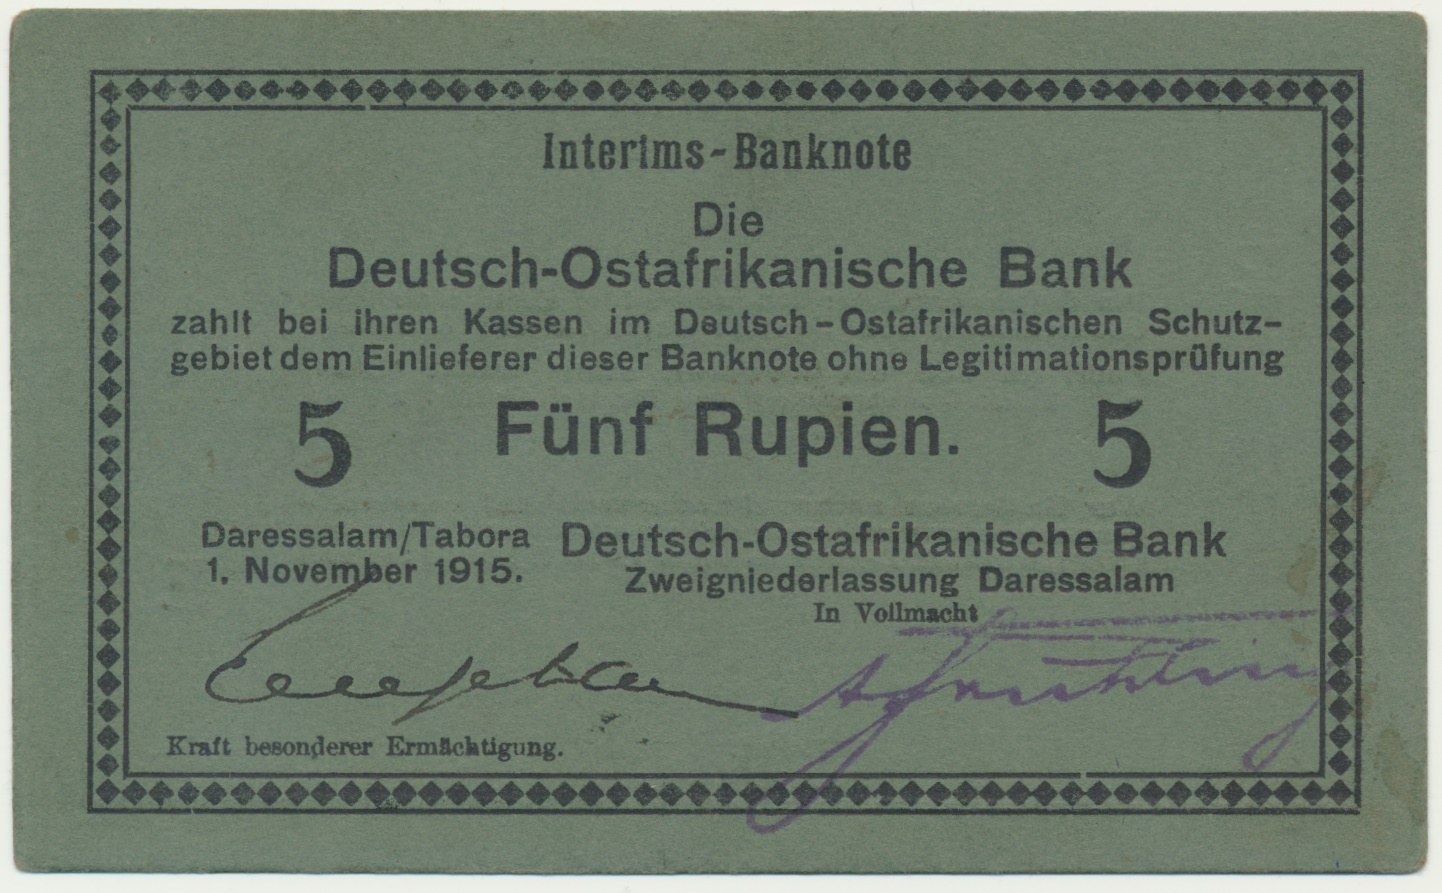 Interims-Banknote
Die
Deutsch-Ostafrikanische Bank
zahlt bei ihren Kassen im Deutsch-Ostafrikanischen Schutz-
gebiet dem Einlieferer dieser Banknote ohne Legitimationsprüfung
5 Fünf Rupien. 5
Daressalam/Tabora
1. November 1915.
Deutsch-Ostafrikanische Bank
Zweigniederlassung Daressalam
In Vollmacht
Kraft besonderer Ermächtigung.